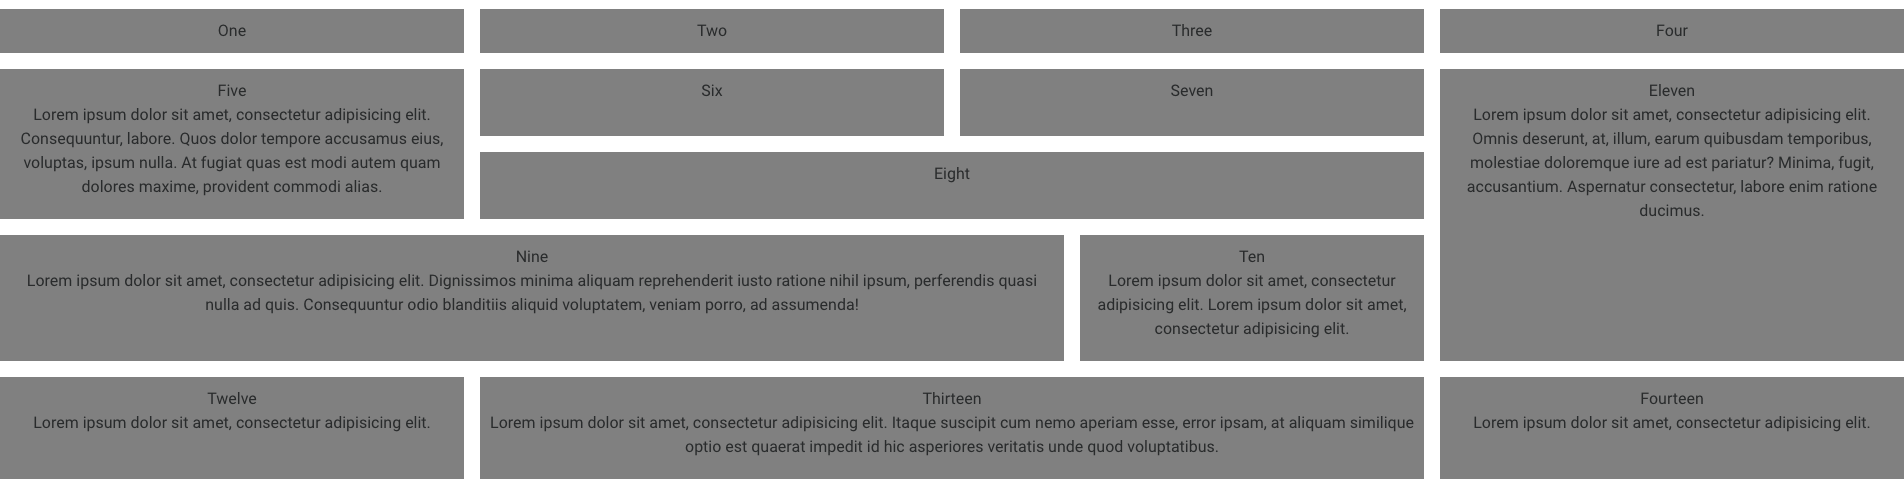 One
Two
Three
Four
Five
Lorem ipsum dolor sit amet, consectetur adipisicing elit.
Consequuntur, labore. Quos dolor tempore accusamus eius,
voluptas, ipsum nulla. At fugiat quas est modi autem quam
dolores maxime, provident commodi alias.
Six
Seven
Eight
Nine
Lorem ipsum dolor sit amet, consectetur adipisicing elit. Dignissimos minima aliquam reprehenderit iusto ratione nihil ipsum, perferendis quasi
nulla ad quis. Consequuntur odio blanditiis aliquid voluptatem, veniam porro, ad assumenda!
Ten
Lorem ipsum dolor sit amet, consectetur
adipisicing elit. Lorem ipsum dolor sit amet,
consectetur adipisicing elit.
Eleven
Lorem ipsum dolor sit amet, consectetur adipisicing elit.
Omnis deserunt, at, illum, earum quibusdam temporibus,
molestiae doloremque iure ad est pariatur? Minima, fugit,
accusantium. Aspernatur consectetur, labore enim ratione
ducimus.
Twelve
Lorem ipsum dolor sit amet, consectetur adipisicing elit.
Thirteen
Lorem ipsum dolor sit amet, consectetur adipisicing elit. Itaque suscipit cum nemo aperiam esse, error ipsam, at aliquam similique
optio est quaerat impedit id hic asperiores veritatis unde quod voluptatibus.
Fourteen
Lorem ipsum dolor sit amet, consectetur adipisicing elit.